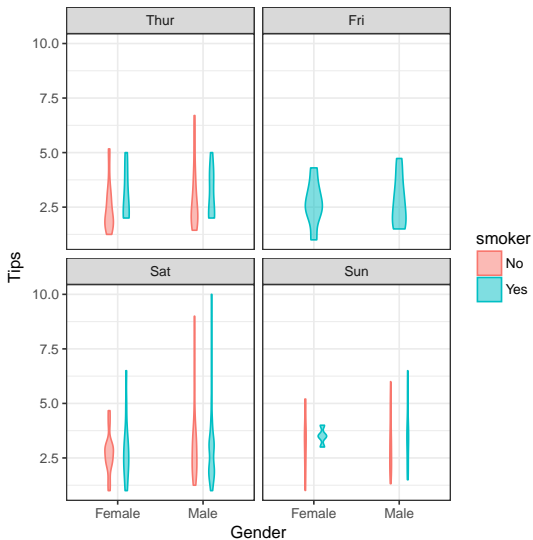 Thur
Fri
10.0
7.5
5.0
2.5
Sat
Sun
10.0
7.5
5.0
2.5
Female
Male
Female
Male
Gender
Tips
smoker
No
Yes